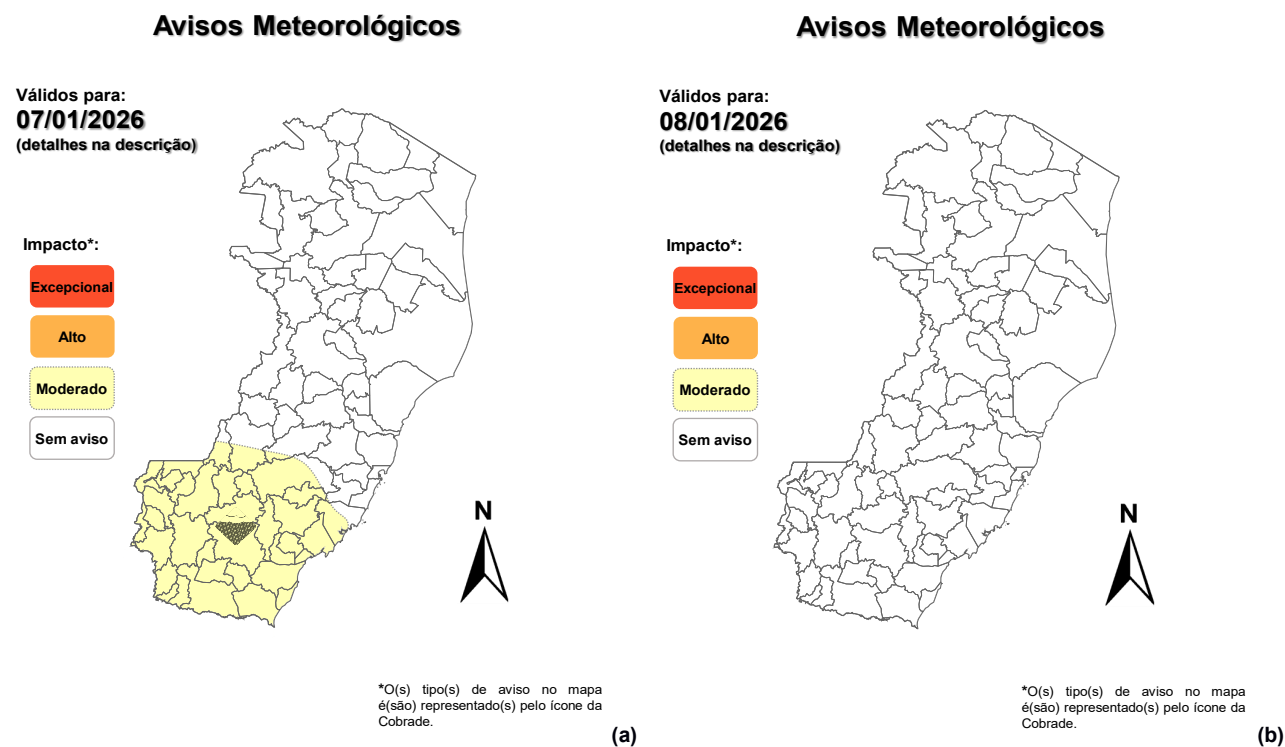 Avisos Meteorológicos
Válidos para:
07/01/2026
(detalhes na descrição)
Impacto*:
Excepcional
Alto
Moderado
Sem aviso
N
*O(s) tipo(s) de aviso no mapa
é(são) representado(s) pelo ícone da
Cobrade.
(a)
Avisos Meteorológicos
Válidos para:
08/01/2026
(detalhes na descrição)
Impacto*:
Excepcional
Alto
Moderado
Sem aviso
N
*O(s) tipo(s) de aviso no mapa
é(são) representado(s) pelo ícone da
Cobrade.
(b)